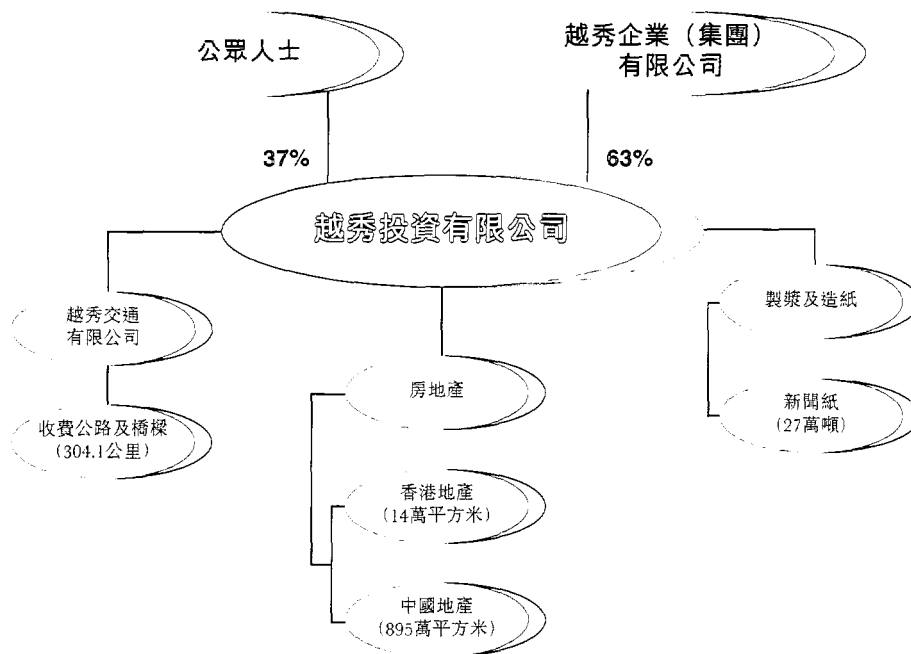 公眾人士
越秀企業（集團）
有限公司
37%
63%
越秀投資有限公司
越秀交通
有限公司
製漿及造紙
房地產
收費公路及橋樑
(304.1公里)
新聞紙
(27萬噸)
香港地產
(14萬平方米)
中國地產
(895萬平方米)